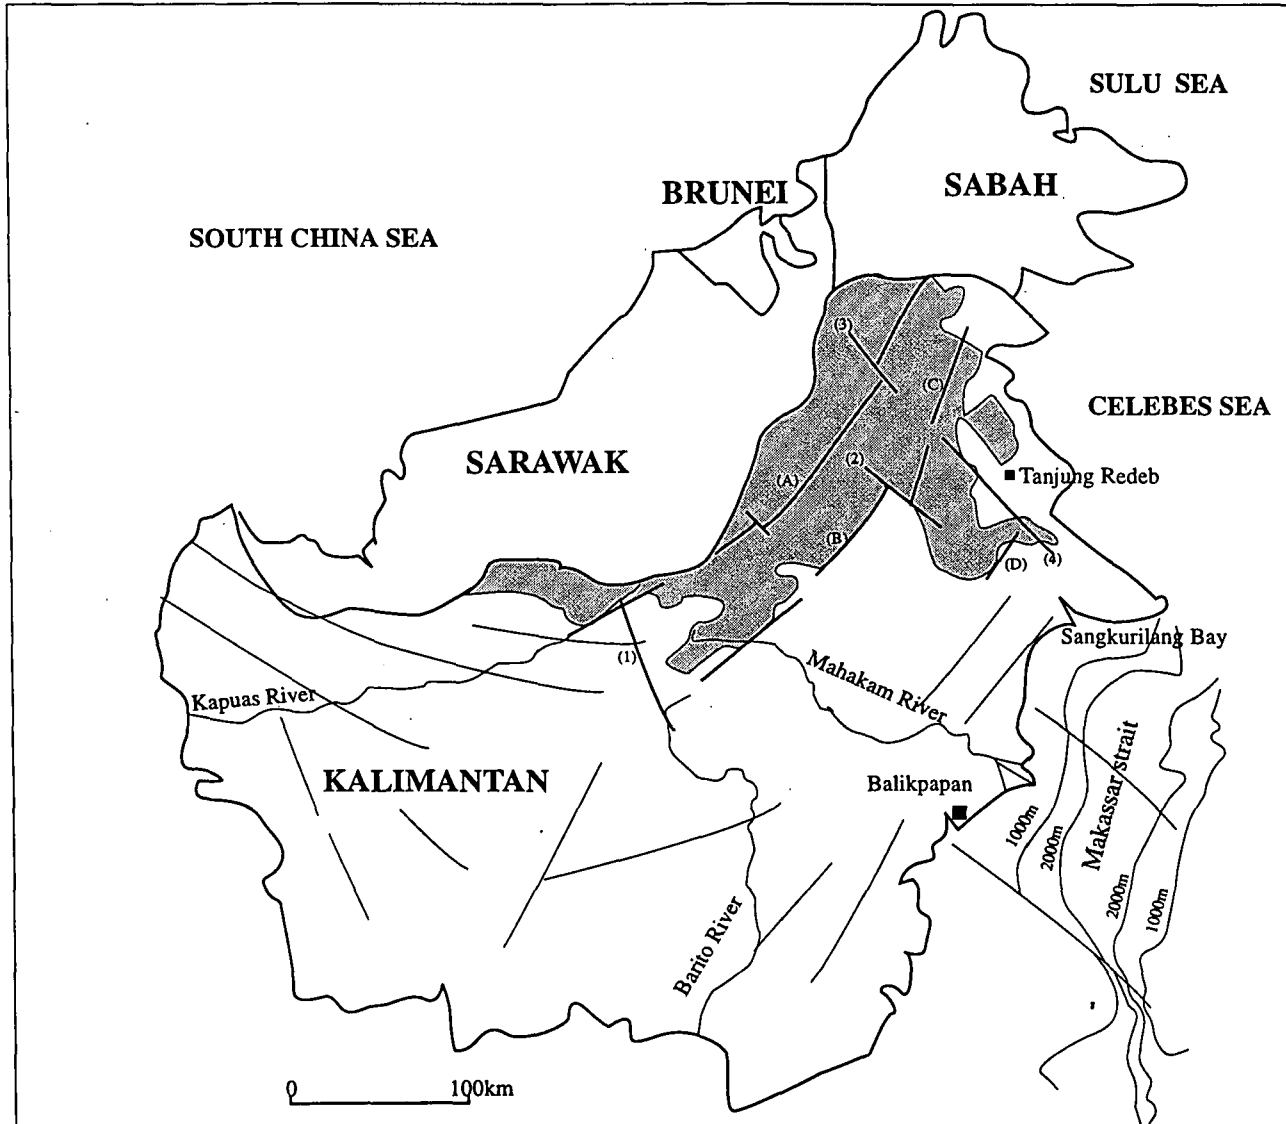 SULU SEA
BRUNEI
SABAH
SOUTH CHINA SEA
(3)
(C)
CELEBES SEA
SARAWAK
(2)
(A)
Tanjung Redeb
(B)
(D)
(4)
Sangkurilang Bay
(1)
Mahakam River
Kapuas River
KALIMANTAN
Balikpapan
Makassar strait
1000m
2000m
2000m
1000m
Barito River
0 100km